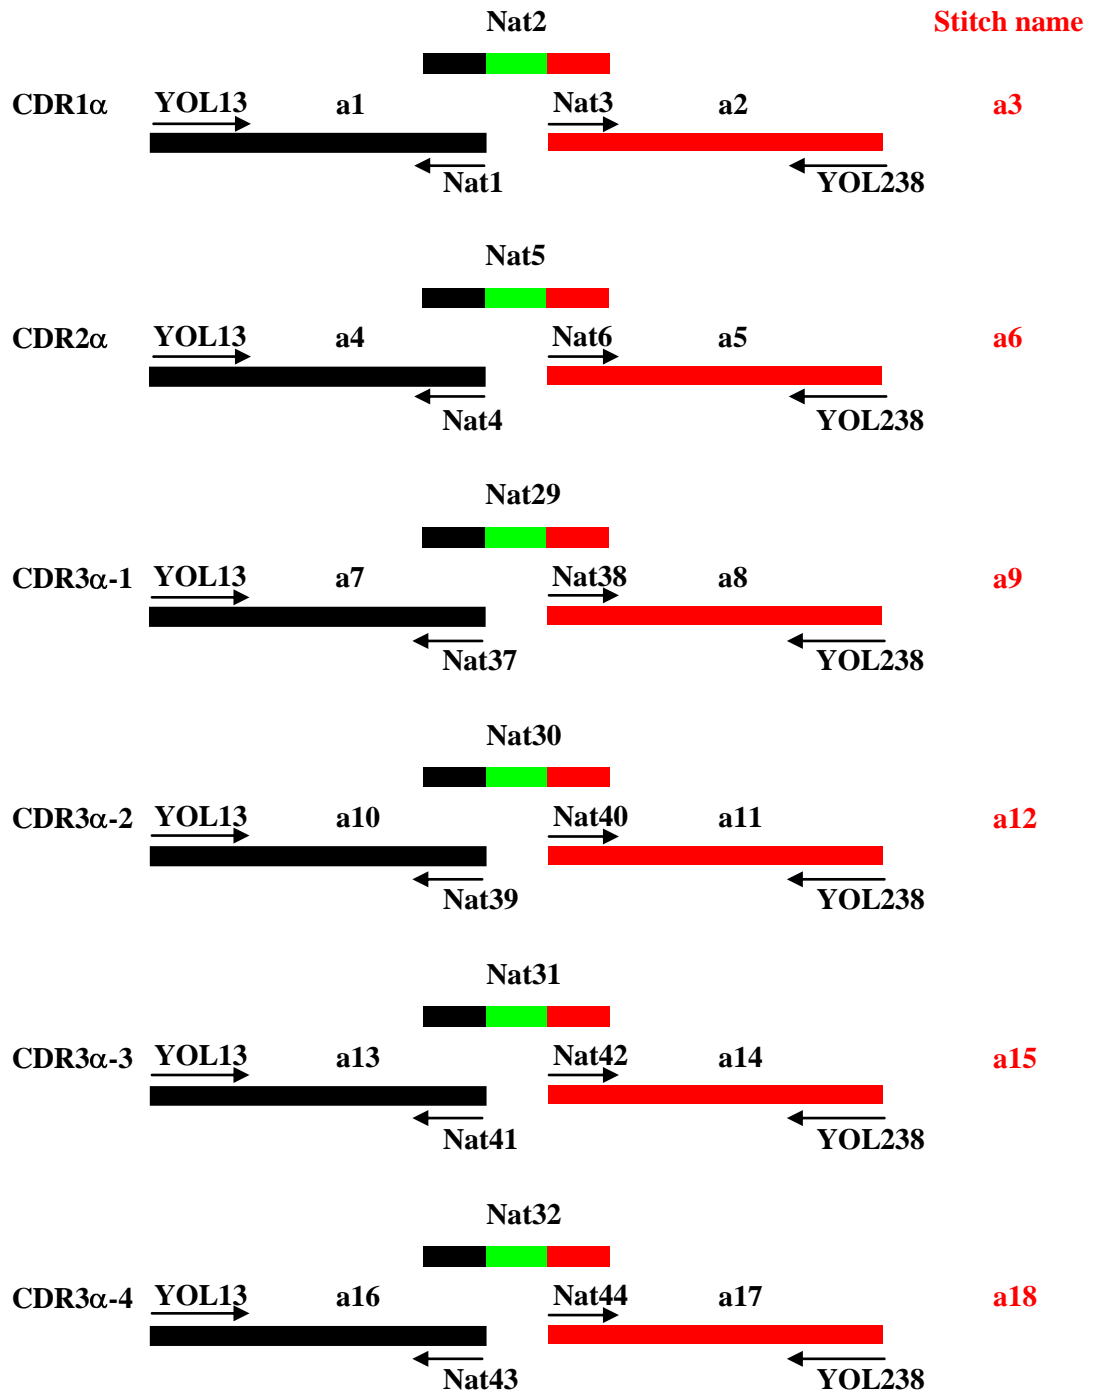 Nat2 Stitch name
CDR1α YOL13 a1 Nat3 a2 a3
Nat1 YOL238
Nat5
CDR2α YOL13 a4 Nat6 a5 a6
Nat4 YOL238
Nat29
CDR3α-1 YOL13 a7 Nat38 a8 a9
Nat37 YOL238
Nat30
CDR3α-2 YOL13 a10 Nat40 a11 a12
Nat39 YOL238
Nat31
CDR3α-3 YOL13 a13 Nat42 a14 a15
Nat41 YOL238
Nat32
CDR3α-4 YOL13 a16 Nat44 a17 a18
Nat43 YOL238